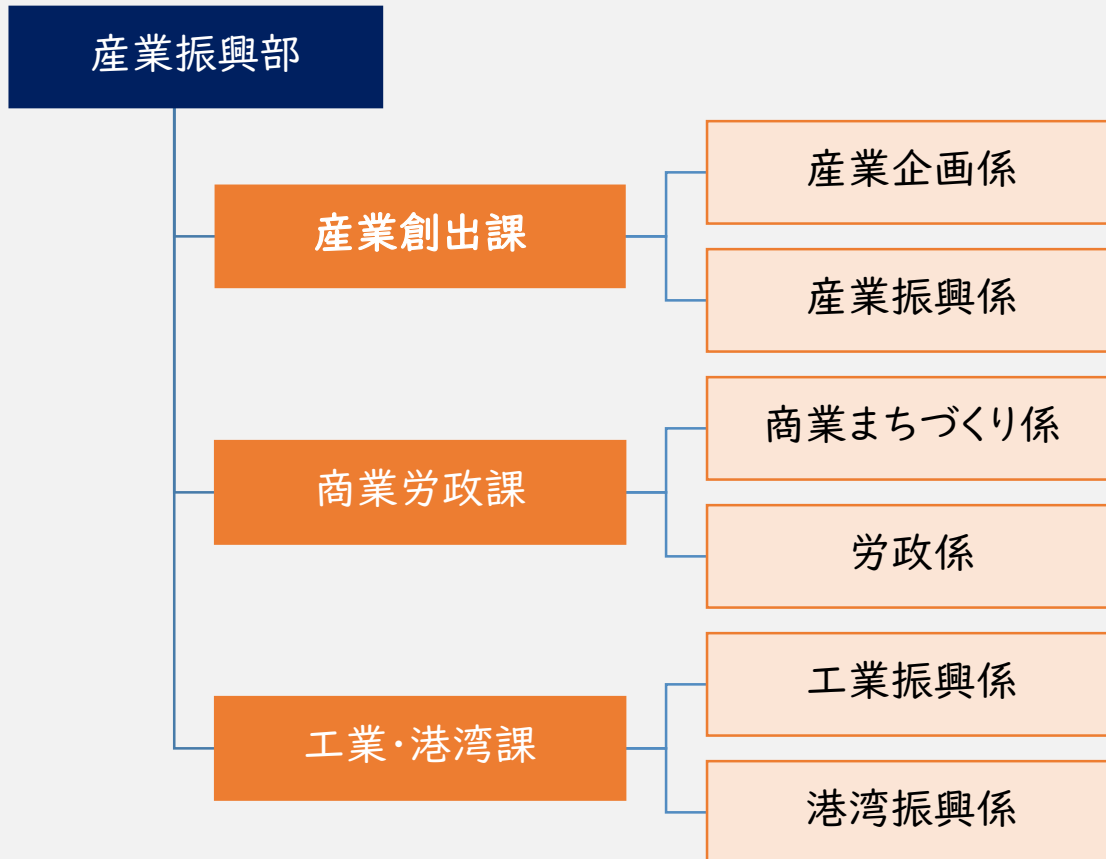 産業振興部
産業創出課
産業企画係
産業振興係
商業労政課
商業まちづくり係
労政係
工業・港湾課
工業振興係
港湾振興係